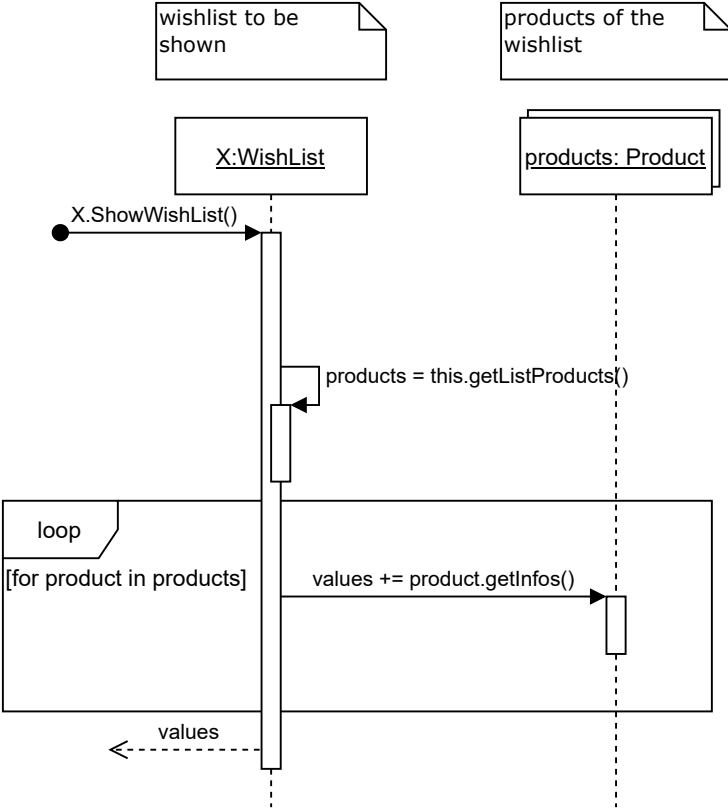 wishlist to be
shown
products of the
wishlist
X:WishList
products: Product
X.ShowWishList()
products = this.getListProducts()
loop
[for product in products]
values += product.getInfos()
values